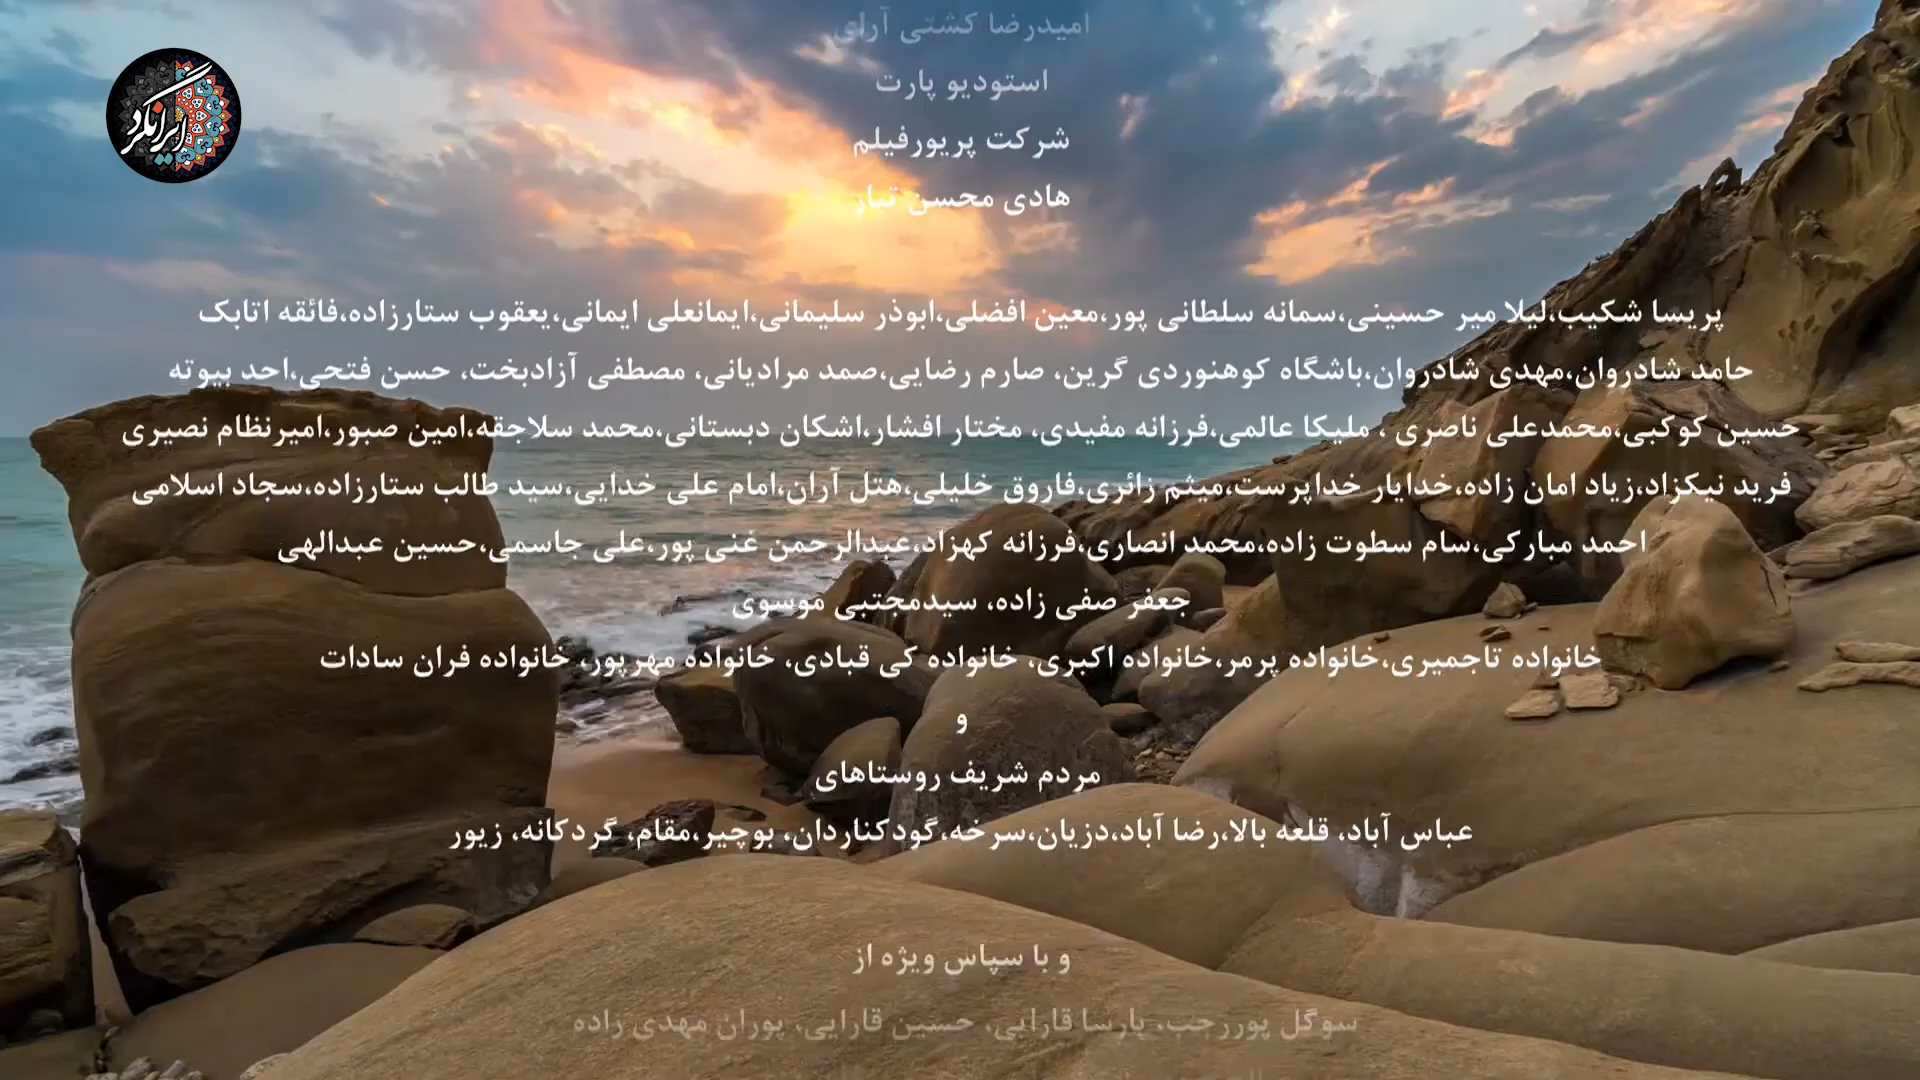 ایرانگرد
امیدرضا کشتی آرای
استودیو پارت
شرکت پریورفیلم
هادی محسن تبار
پریسا شکیب،لیلا میر حسینی،سمانه سلطانی پور،معین افضلی،ابوذر سلیمانی،ایمانعلی ایمانی،یعقوب ستارزاده،فائقه اتابک
حامد شادروان،مهدی شادروان،باشگاه کوهنوردی گرین، صارم رضایی،صمد مرادیانی، مصطفی آزادبخت، حسن فتحی،احد بیوته
حسین کوکبی،محمدعلی ناصری ، ملیکا عالمی،فرزانه مفیدی، مختار افشار،اشکان دبستانی،محمد سلاجقه،امین صبور،امیرنظام نصیری
فرید نیکزاد،زیاد امان زاده،خدایار خداپرست،میثم زائری،فاروق خلیلی،هتل آران،امام علی خدایی،سید طالب ستارزاده،سجاد اسلامی
احمد مبارکی،سام سطوت زاده،محمد انصاری،فرزانه کهزاد،عبدالرحمن غنی پور،علی جاسمی،حسین عبدالهی
جعفر صفی زاده، سیدمجتبی موسوی
خانواده تاجمیری،خانواده پرمر،خانواده اکبری، خانواده کی قبادی، خانواده مهرپور، خانواده فران سادات
و
مردم شریف روستاهای
عباس آباد، قلعه بالا،رضا آباد،دزیان،سرخه،گودکناردان، بوچیر،مقام، گردکانه، زیور
و با سپاس ویژه از
سوگل پوررجب، پارسا قارایی، حسین قارایی، پوران مهدی زاده